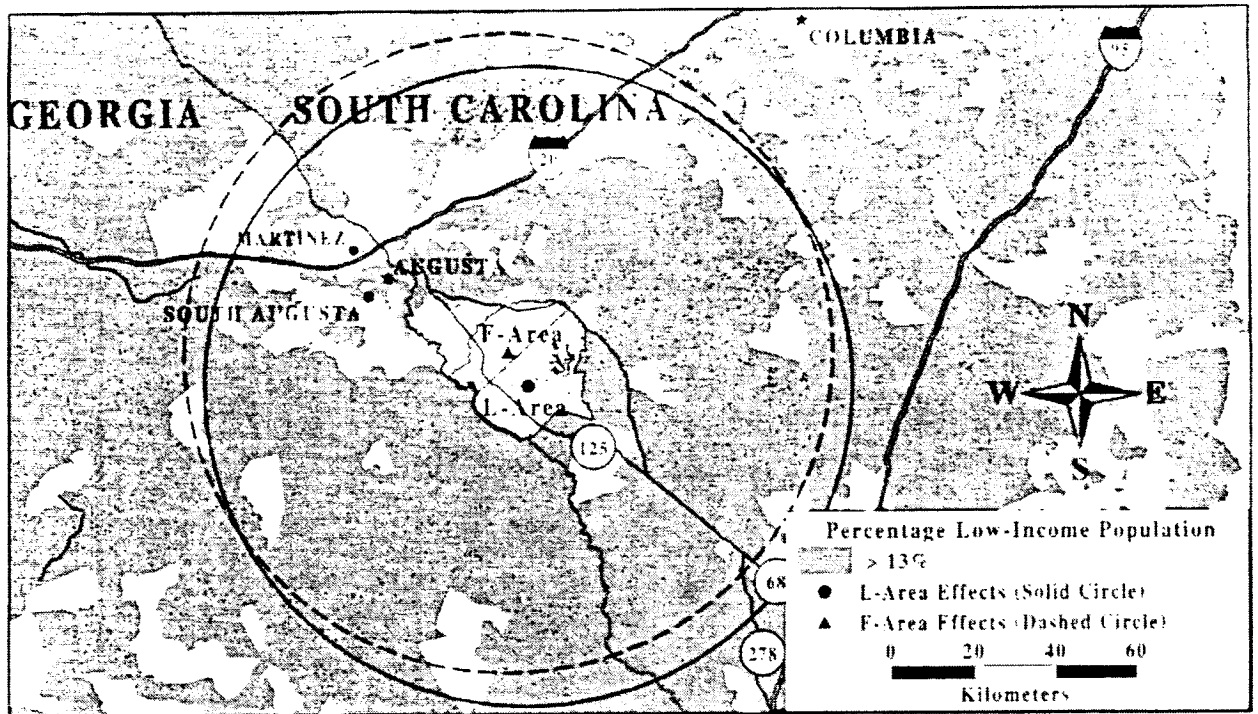 COLUMBIA
95
GEORGIA
SOUTH CAROLINA
20
MARTINEZ
AUGUSTA
SOUTH AUGUSTA
F-Area
L-Area
125
N
W E
S
68
278
Percentage Low-Income Population
> 13%
L-Area Effects (Solid Circle)
F-Area Effects (Dashed Circle)
0 20 40 60
Kilometers